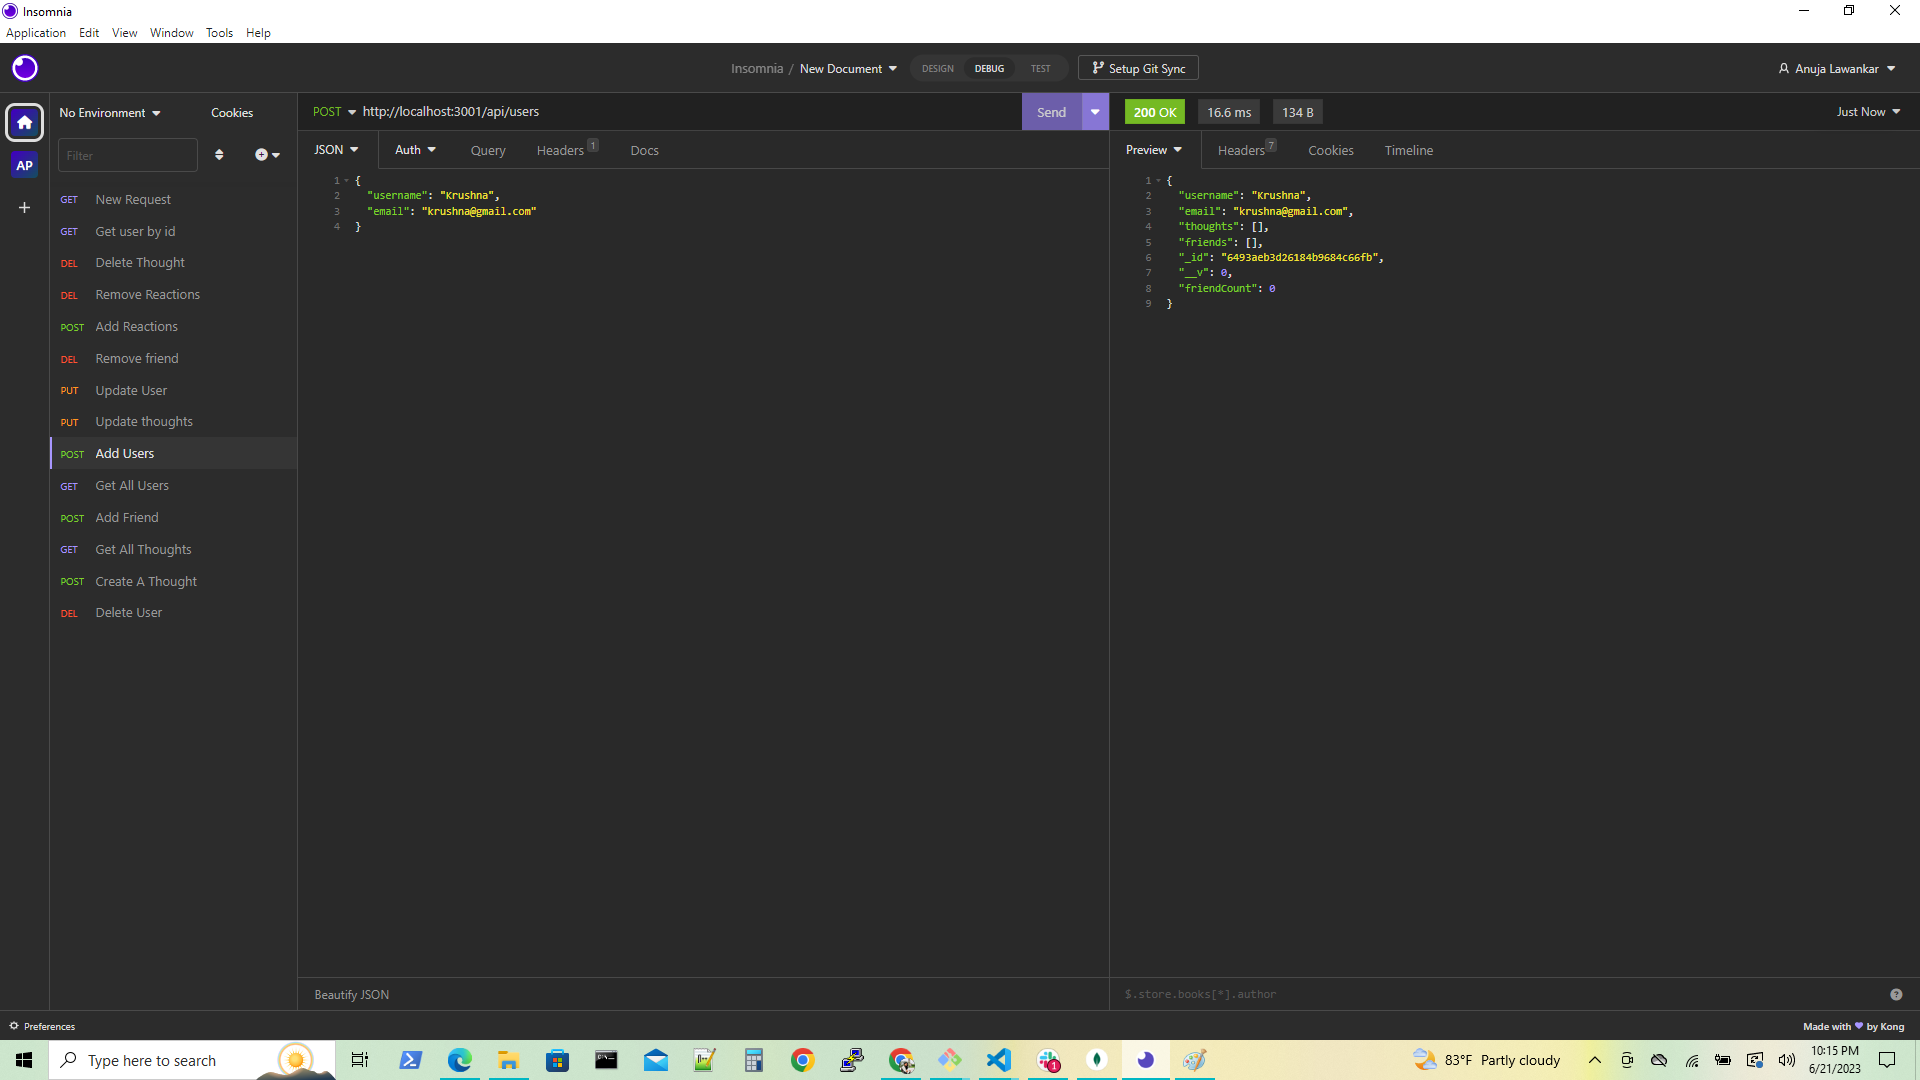 Insomnia
Application Edit View Window Tools Help
Insomnia / New Document DESIGN DEBUG TEST Setup Git Sync Anuja Lawankar
No Environment Cookies
POST http://localhost:3001/api/users Send
200 OK 16.6 ms 134 B Just Now
AP
Filter
JSON Auth Query Headers 1 Docs
Preview Headers 7 Cookies Timeline
GET New Request
GET Get user by id
DEL Delete Thought
DEL Remove Reactions
POST Add Reactions
DEL Remove friend
PUT Update User
PUT Update thoughts
POST Add Users
GET Get All Users
POST Add Friend
GET Get All Thoughts
POST Create A Thought
DEL Delete User
1 {
2 "username": "Krushna",
3 "email": "krushna@gmail.com"
4 }
1 {
2 "username": "Krushna",
3 "email": "krushna@gmail.com",
4 "thoughts": [],
5 "friends": [],
6 "_id": "6493aeb3d26184b9684c66fb",
7 "__v": 0,
8 "friendCount": 0
9 }
Beautify JSON
$.store.books[*].author
Preferences
Made with by Kong
Type here to search
1
83°F Partly cloudy
10:15 PM
6/21/2023